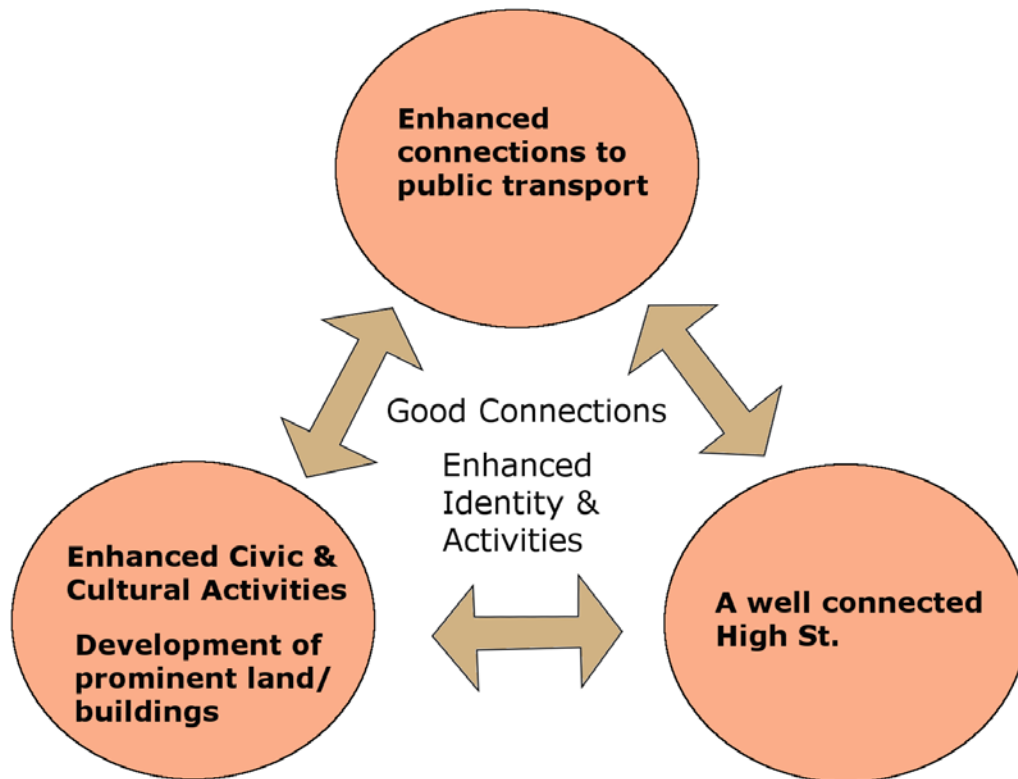 Enhanced
connections to
public transport
Good Connections
Enhanced
Identity &
Activities
Enhanced Civic &
Cultural Activities
Development of
prominent land/
buildings
A well connected
High St.